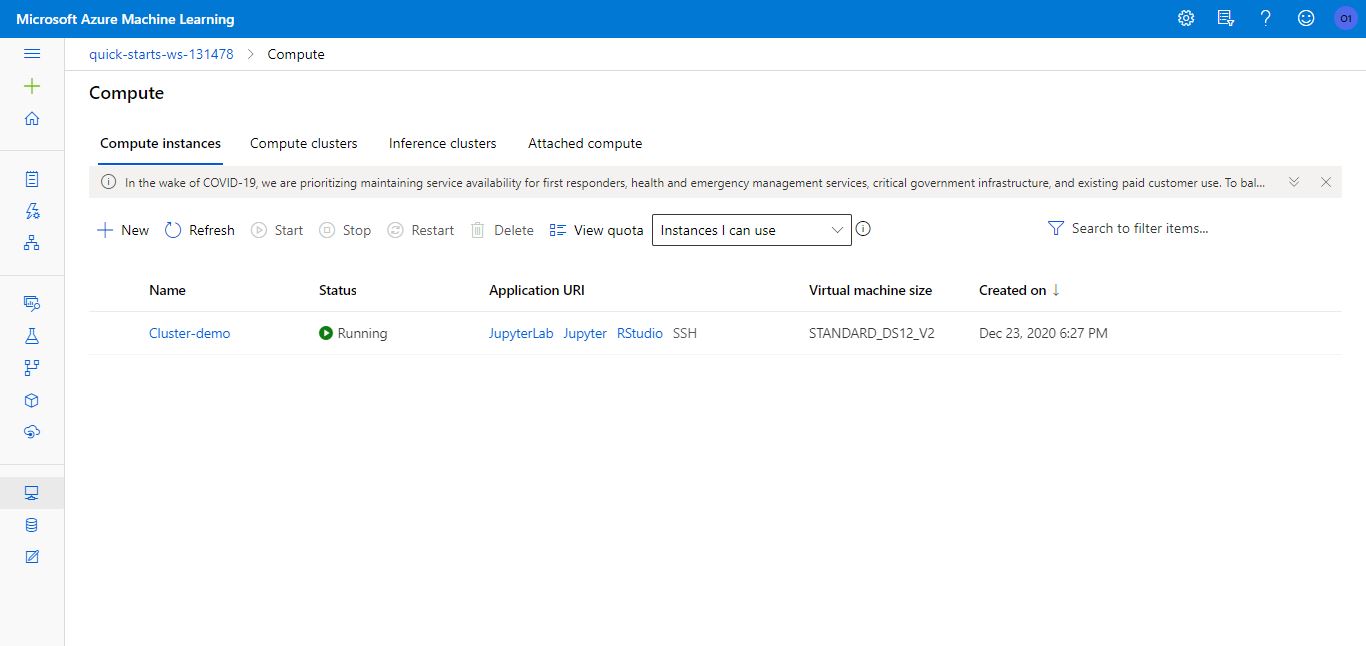 Microsoft Azure Machine Learning
? O1
quick-starts-ws-131478 > Compute
Compute
Compute instances Compute clusters Inference clusters Attached compute
In the wake of COVID-19, we are prioritizing maintaining service availability for first responders, health and emergency management services, critical government infrastructure, and existing paid customer use. To bal...
New Refresh Start Stop Restart Delete View quota Instances I can use Search to filter items...
Name Status Application URI Virtual machine size Created on ↓
Cluster-demo Running JupyterLab Jupyter RStudio SSH STANDARD_DS12_V2 Dec 23, 2020 6:27 PM